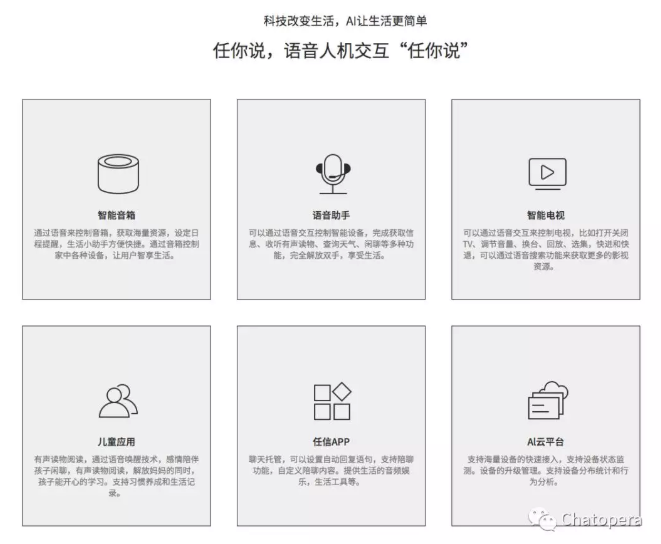 科技改变生活，AI让生活更简单
任你说，语音人机交互“任你说”
智能音箱
通过语音来控制音箱，获取海量资源，设定日
程提醒，生活小助手方便快捷。通过音箱控制
家中各种设备，让用户智享生活。
语音助手
可以通过语音交互控制智能设备，完成获取信
息、收听有声读物、查询天气、闲聊等多种功
能，完全解放双手，享受生活。
智能电视
可以通过语音交互来控制电视，比如打开关闭
TV、调节音量、换台、回放、选集，快进和快
退，可以通过语音搜索功能来获取更多的影视
资源。
儿童应用
有声读物阅读，通过语音唤醒技术，感情陪伴
孩子闲聊，有声读物阅读，解放妈妈的同时，
孩子能开心的学习。支持习惯养成和生活记
录。
任信APP
聊天托管，可以设置自动回复语句，支持陪聊
功能，自定义陪聊内容。提供生活的音频娱
乐，生活工具等。
AI云平台
支持海量设备的快速接入，支持设备状态监
测。设备的升级管理。支持设备分布统计和行
为分析。
Chatopera